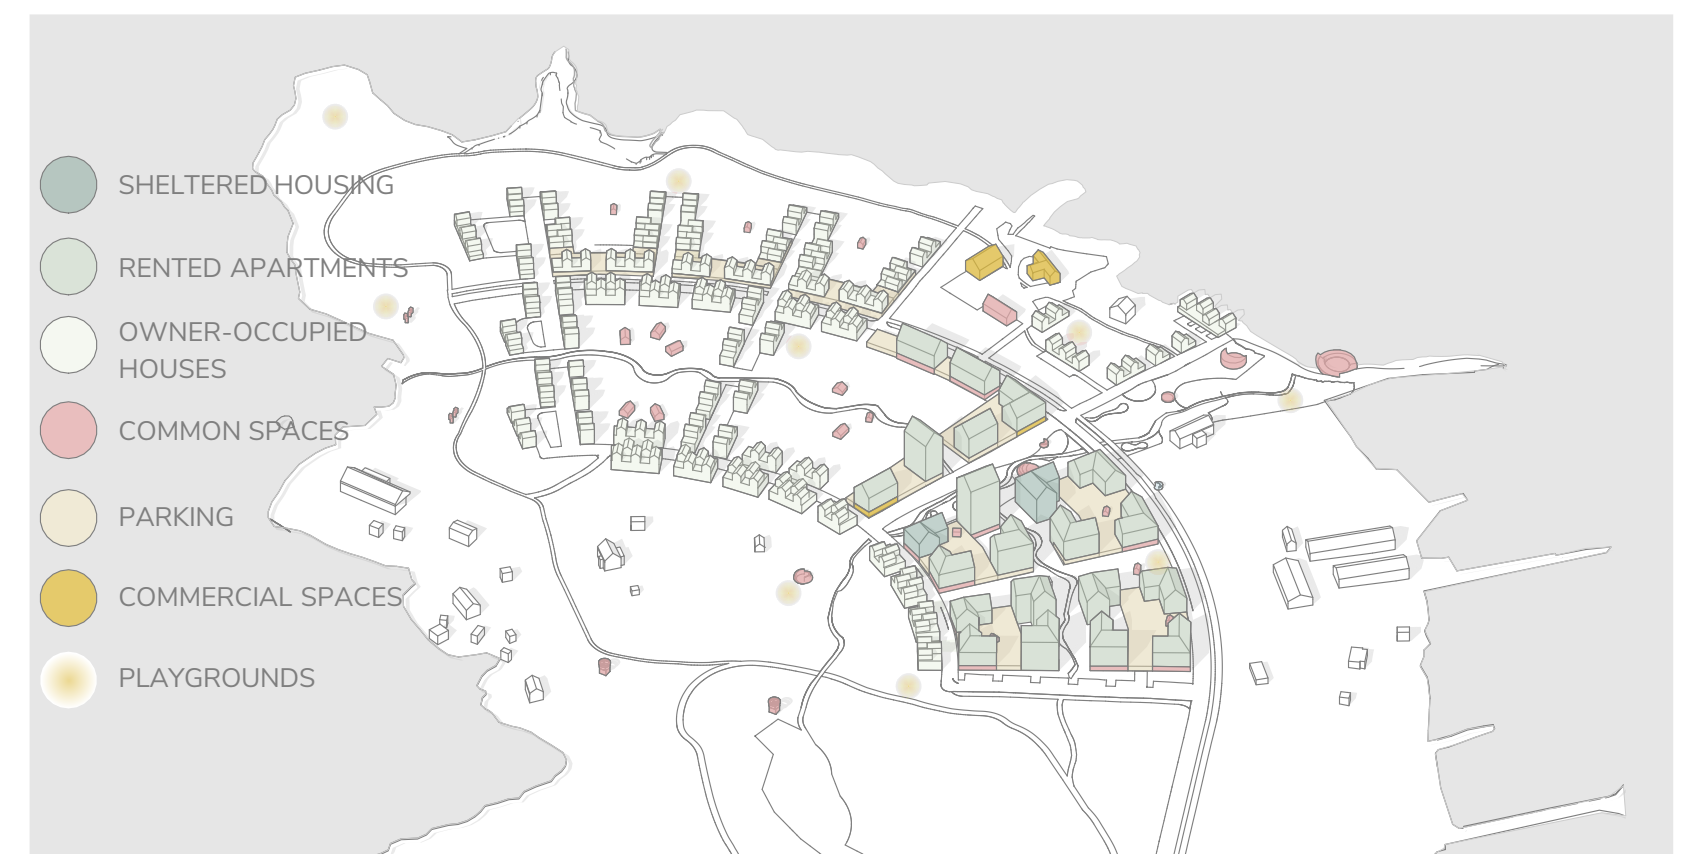 SHELTERED HOUSING
RENTED APARTMENTS
OWNER-OCCUPIED
HOUSES
COMMON SPACES
PARKING
COMMERCIAL SPACES
PLAYGROUNDS